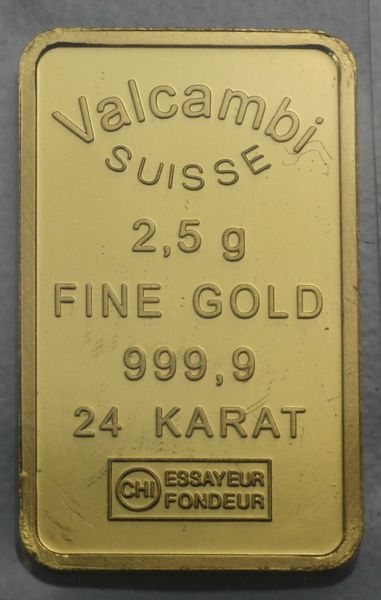 Valcambi
SUISSE
2,5 g
FINE GOLD
999,9
24 KARAT
CHI ESSAYEUR
FONDEUR